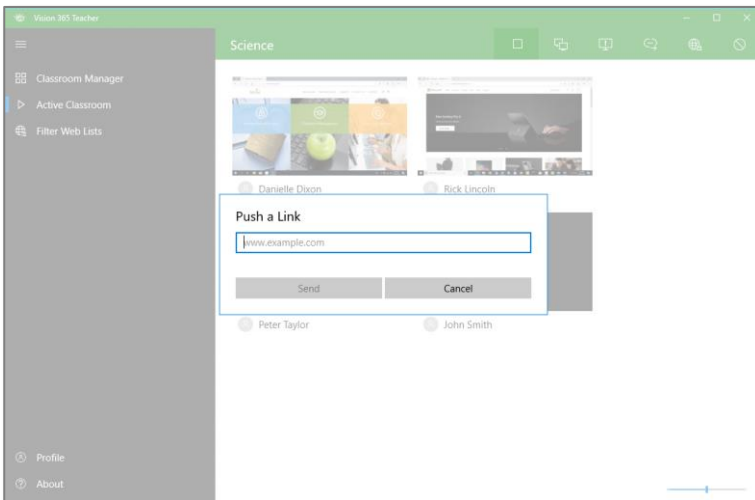 Vision 365 Teacher
Science
Classroom Manager
Active Classroom
Filter Web Lists
Danielle Dixon
Rick Lincoln
Push a Link
www.example.com
Send
Cancel
Peter Taylor
John Smith
Profile
About